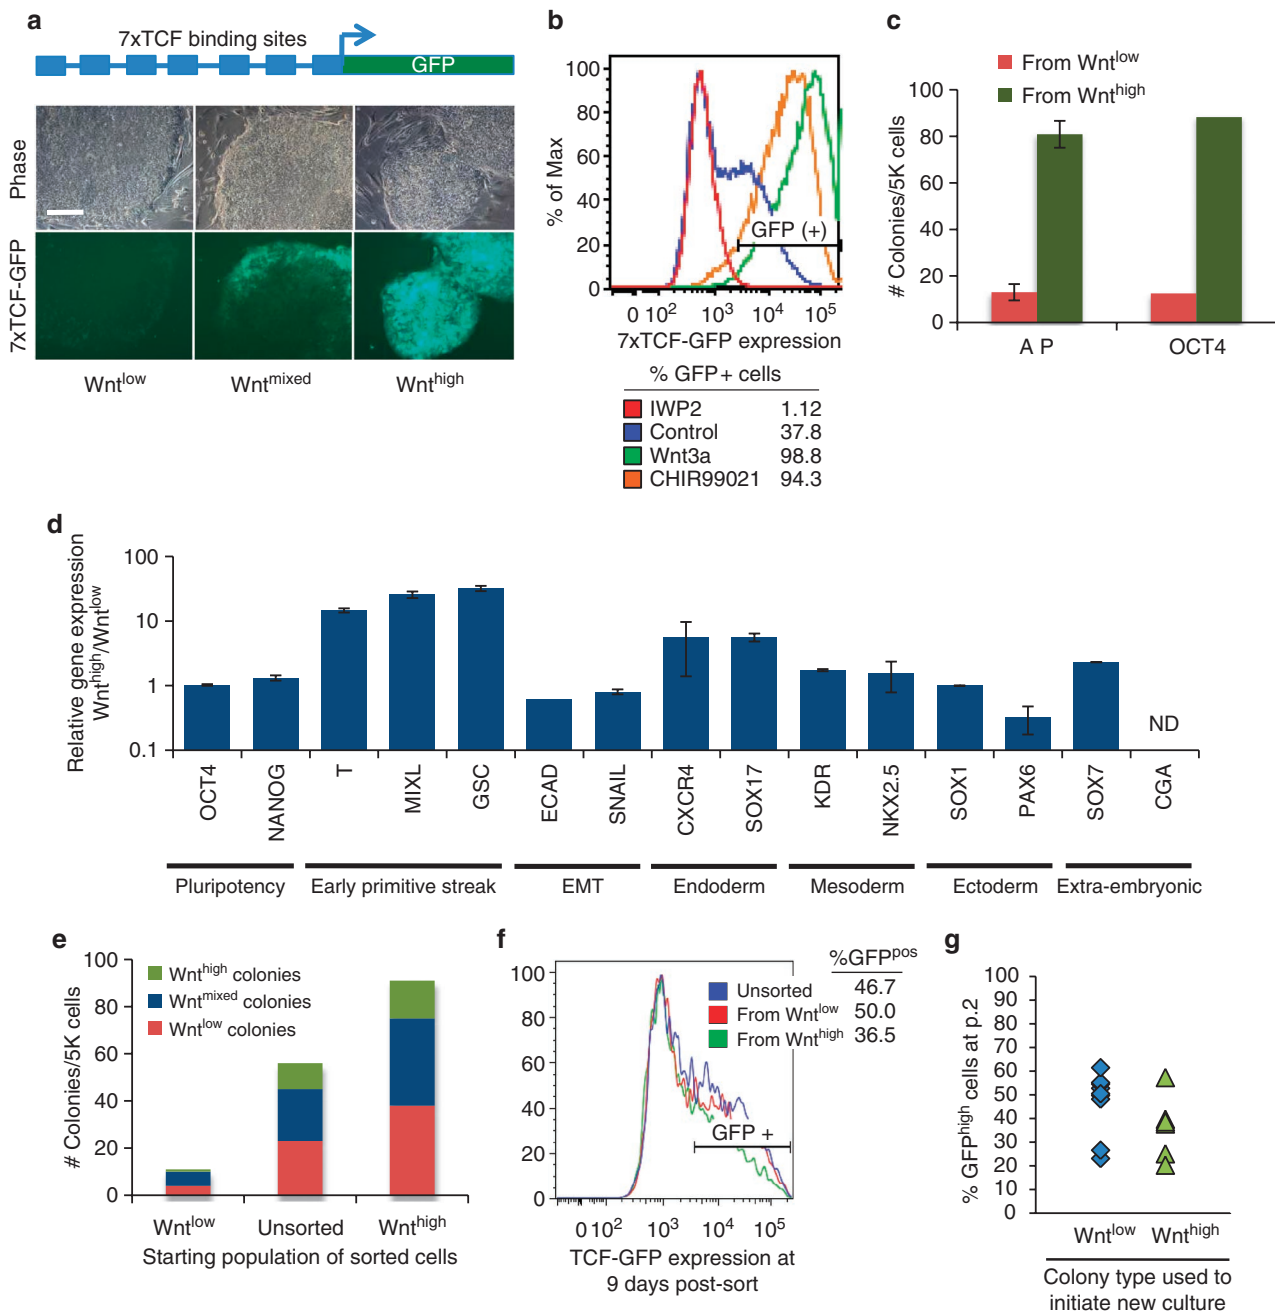 a
7xTCF binding sites
GFP
Phase
7xTCF-GFP
Wntlow
Wntmixed
Wnthigh
b
% of Max
100
80
60
40
20
0
GFP (+)
0 10² 10³ 10⁴ 10⁵
7xTCF-GFP expression
% GFP+ cells
IWP2 1.12
Control 37.8
Wnt3a 98.8
CHIR99021 94.3
c
From Wntlow
From Wnthigh
# Colonies/5K cells
100
80
60
40
20
0
A P
OCT4
d
Relative gene expression
Wnthigh/Wntlow
100
10
1
0.1
ND
OCT4
NANOG
T
MIXL
GSC
ECAD
SNAIL
CXCR4
SOX17
KDR
NKX2.5
SOX1
PAX6
SOX7
CGA
Pluripotency
Early primitive streak
EMT
Endoderm
Mesoderm
Ectoderm
Extra-embryonic
e
# Colonies/5K cells
100
80
60
40
20
0
Wnthigh colonies
Wntmixed colonies
Wntlow colonies
Wntlow
Unsorted
Wnthigh
Starting population of sorted cells
f
%GFPpos
Unsorted 46.7
From Wntlow 50.0
From Wnthigh 36.5
100
80
60
40
20
0
GFP +
0 10² 10³ 10⁴ 10⁵
TCF-GFP expression at
9 days post-sort
g
% GFPhigh cells at p.2
100
90
80
70
60
50
40
30
20
10
0
Wntlow
Wnthigh
Colony type used to
initiate new culture